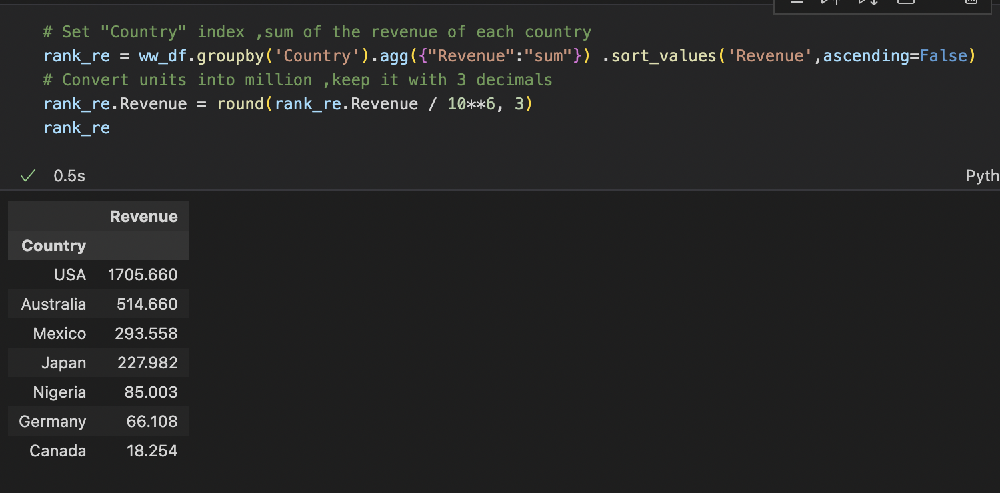 # Set "Country" index ,sum of the revenue of each country
rank_re = ww_df.groupby('Country').agg({"Revenue":"sum"}) .sort_values('Revenue',ascending=False)
# Convert units into million ,keep it with 3 decimals
rank_re.Revenue = round(rank_re.Revenue / 10**6, 3)
rank_re
0.5s
Pyth
Revenue
Country
USA 1705.660
Australia 514.660
Mexico 293.558
Japan 227.982
Nigeria 85.003
Germany 66.108
Canada 18.254